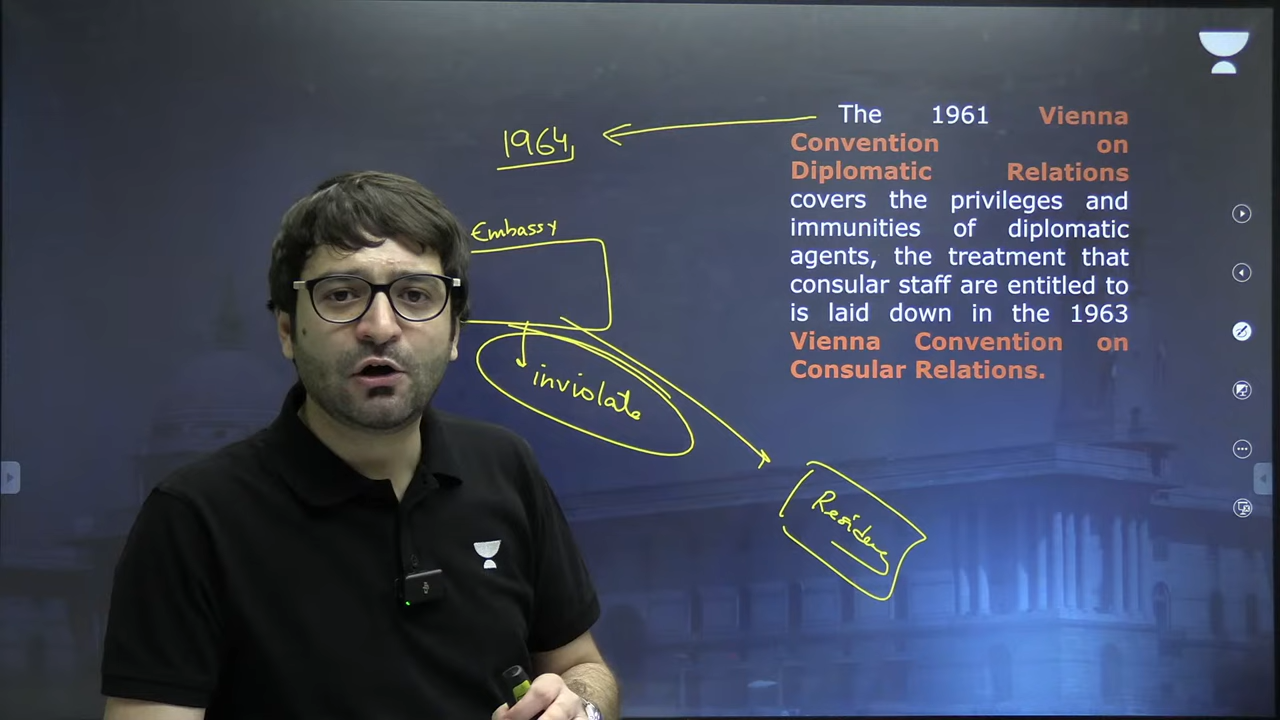 The 1961 Vienna
Convention on
Diplomatic Relations
covers the privileges and
immunities of diplomatic
agents, the treatment that
consular staff are entitled to
is laid down in the 1963
Vienna Convention on
Consular Relations.
1964
Embassy
inviolate
Residence